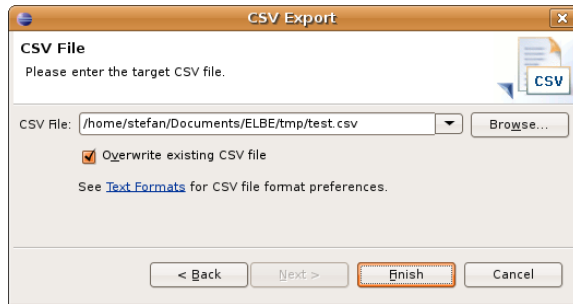 CSV Export
CSV File
Please enter the target CSV file.
CSV
CSV File: /home/stefan/Documents/ELBE/tmp/test.csv Browse...
Overwrite existing CSV file
See Text Formats for CSV file format preferences.
< Back Next > Finish Cancel